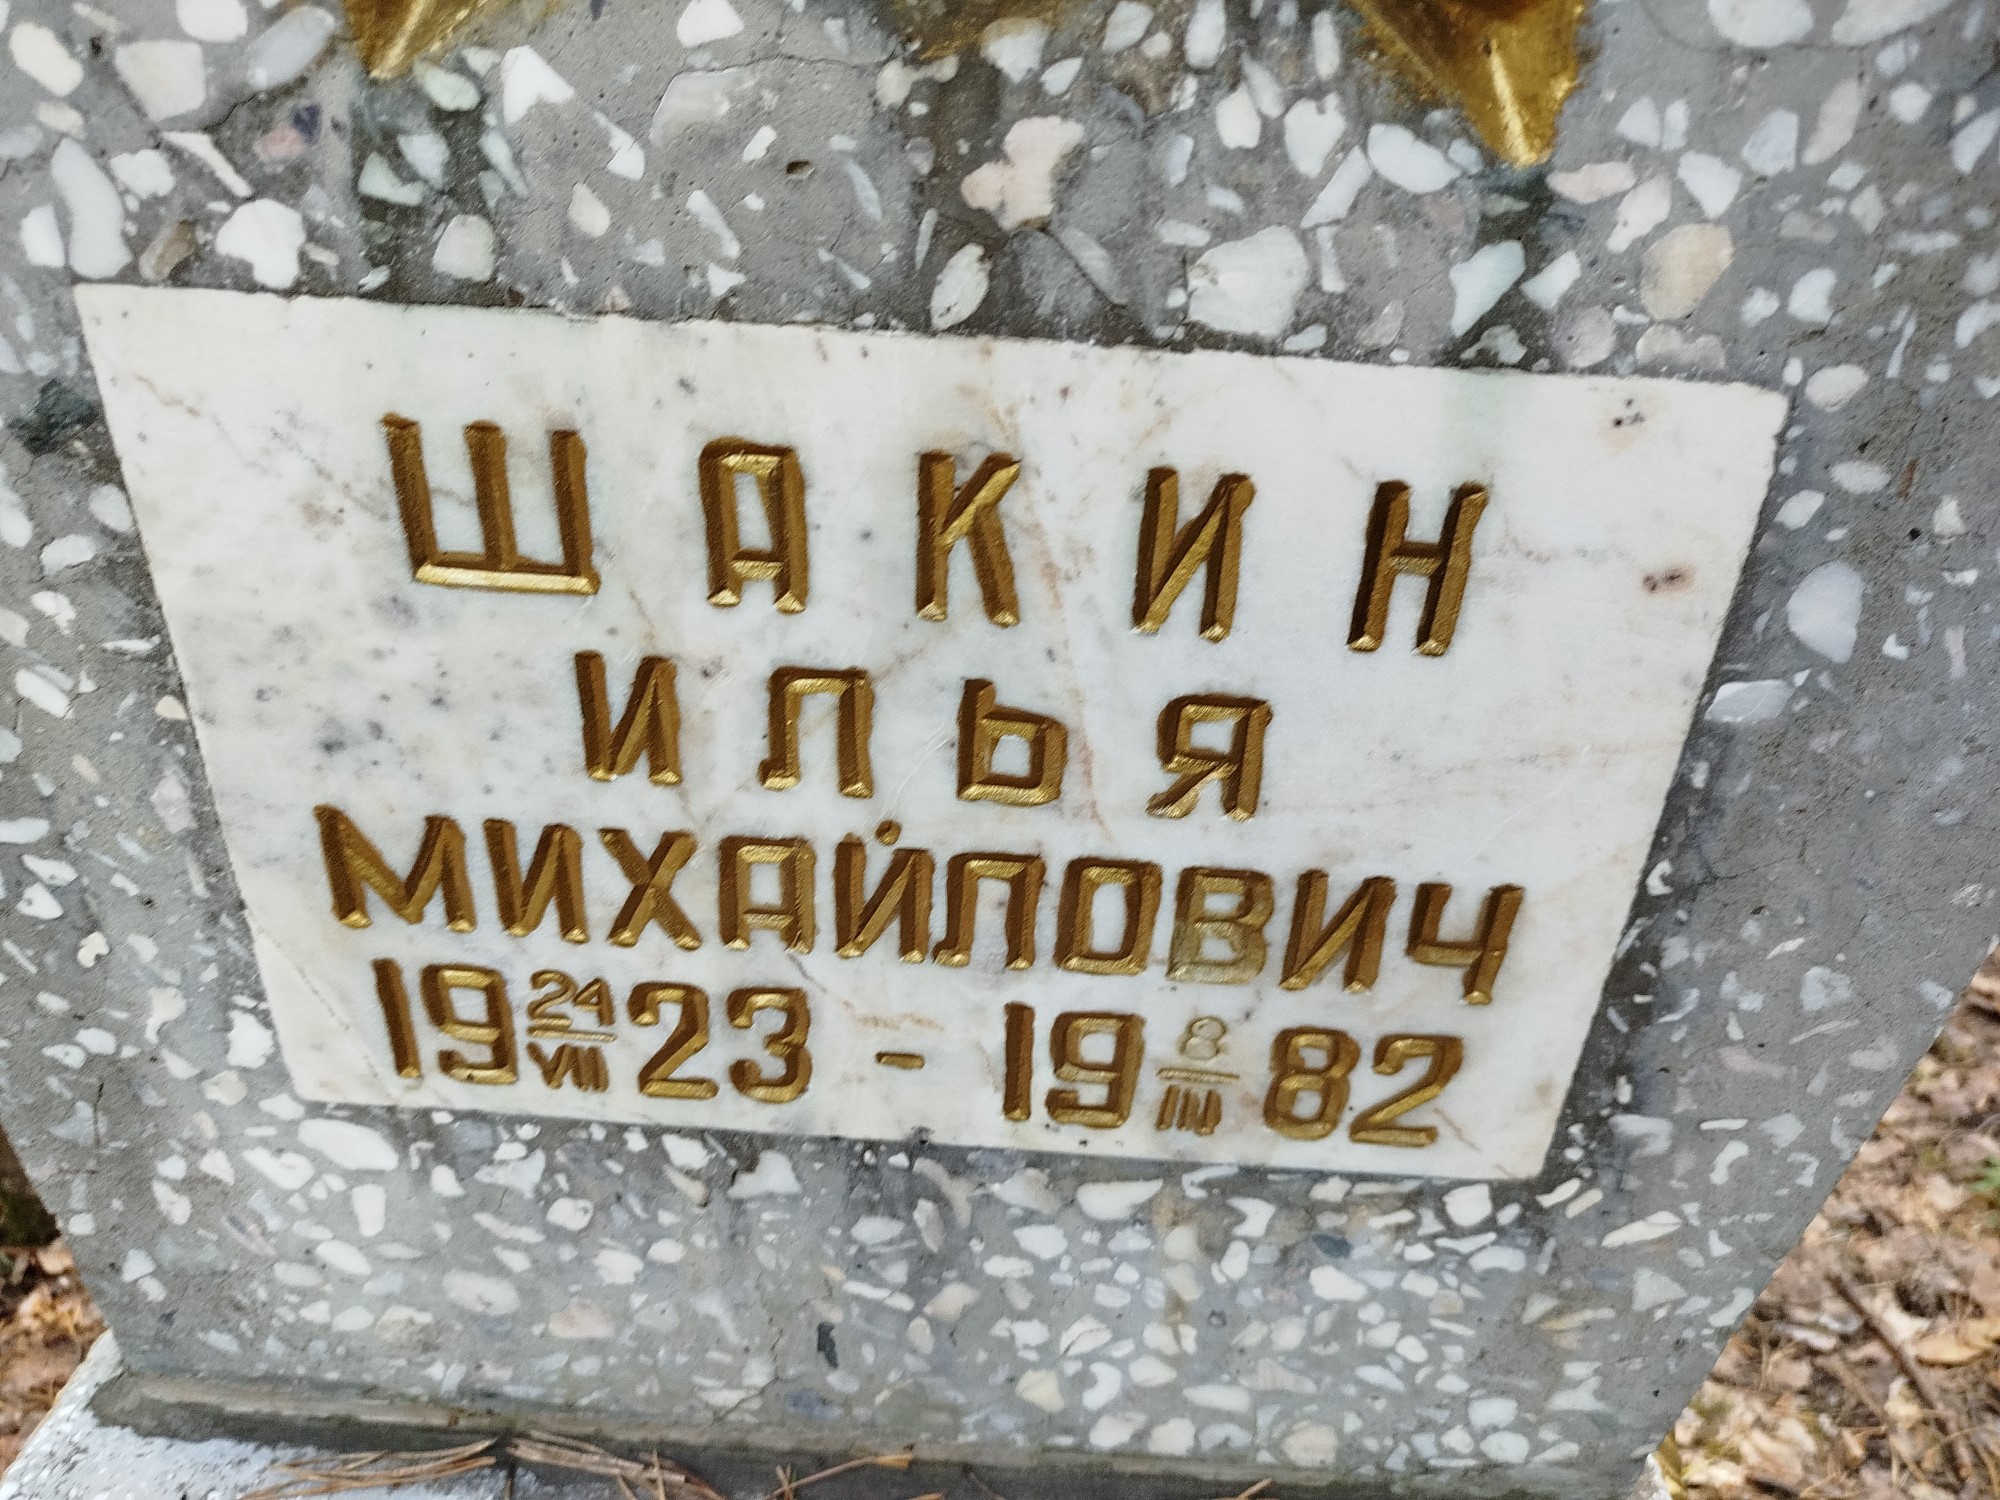 ШАКИН
ИЛЬЯ
МИХАЙЛОВИЧ
19 24/VII 23 - 19 8/III 82